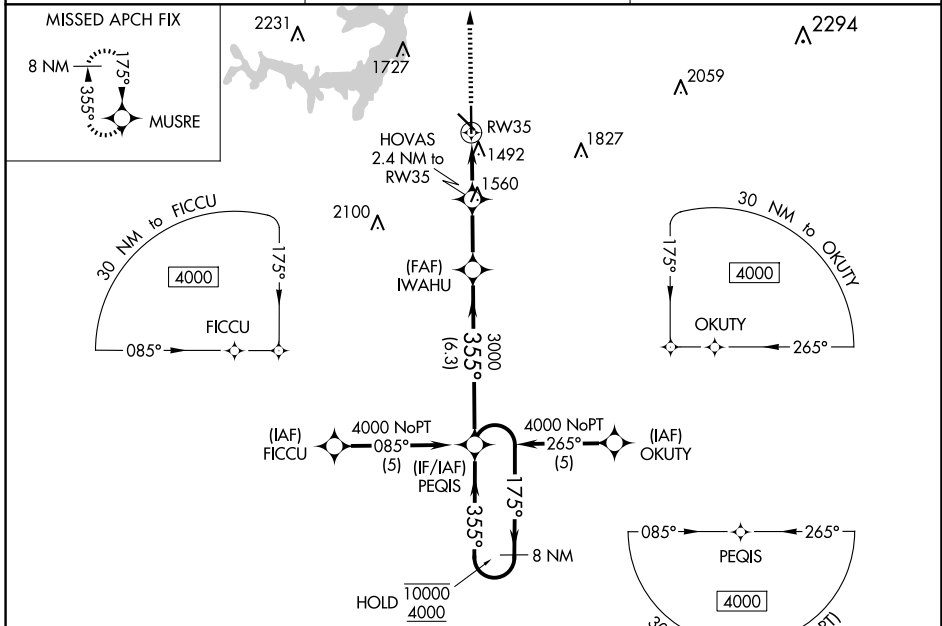 MISSED APCH FIX
8 NM
175°
355°
MUSRE
2231
1727
2294
2059
RW35
1827
HOVAS
2.4 NM to
RW35
1492
1560
2100
30 NM to FICCU
4000
175°
FICCU
085°
(FAF)
IWAHU
30 NM to OKUTY
175°
4000
OKUTY
265°
3000
355°
(6.3)
(IAF)
FICCU
4000 NoPT
085°
(5)
(IF/IAF)
PEQIS
4000 NoPT
265°
(5)
(IAF)
OKUTY
355°
175°
8 NM
HOLD
10000
4000
085°
265°
PEQIS
4000